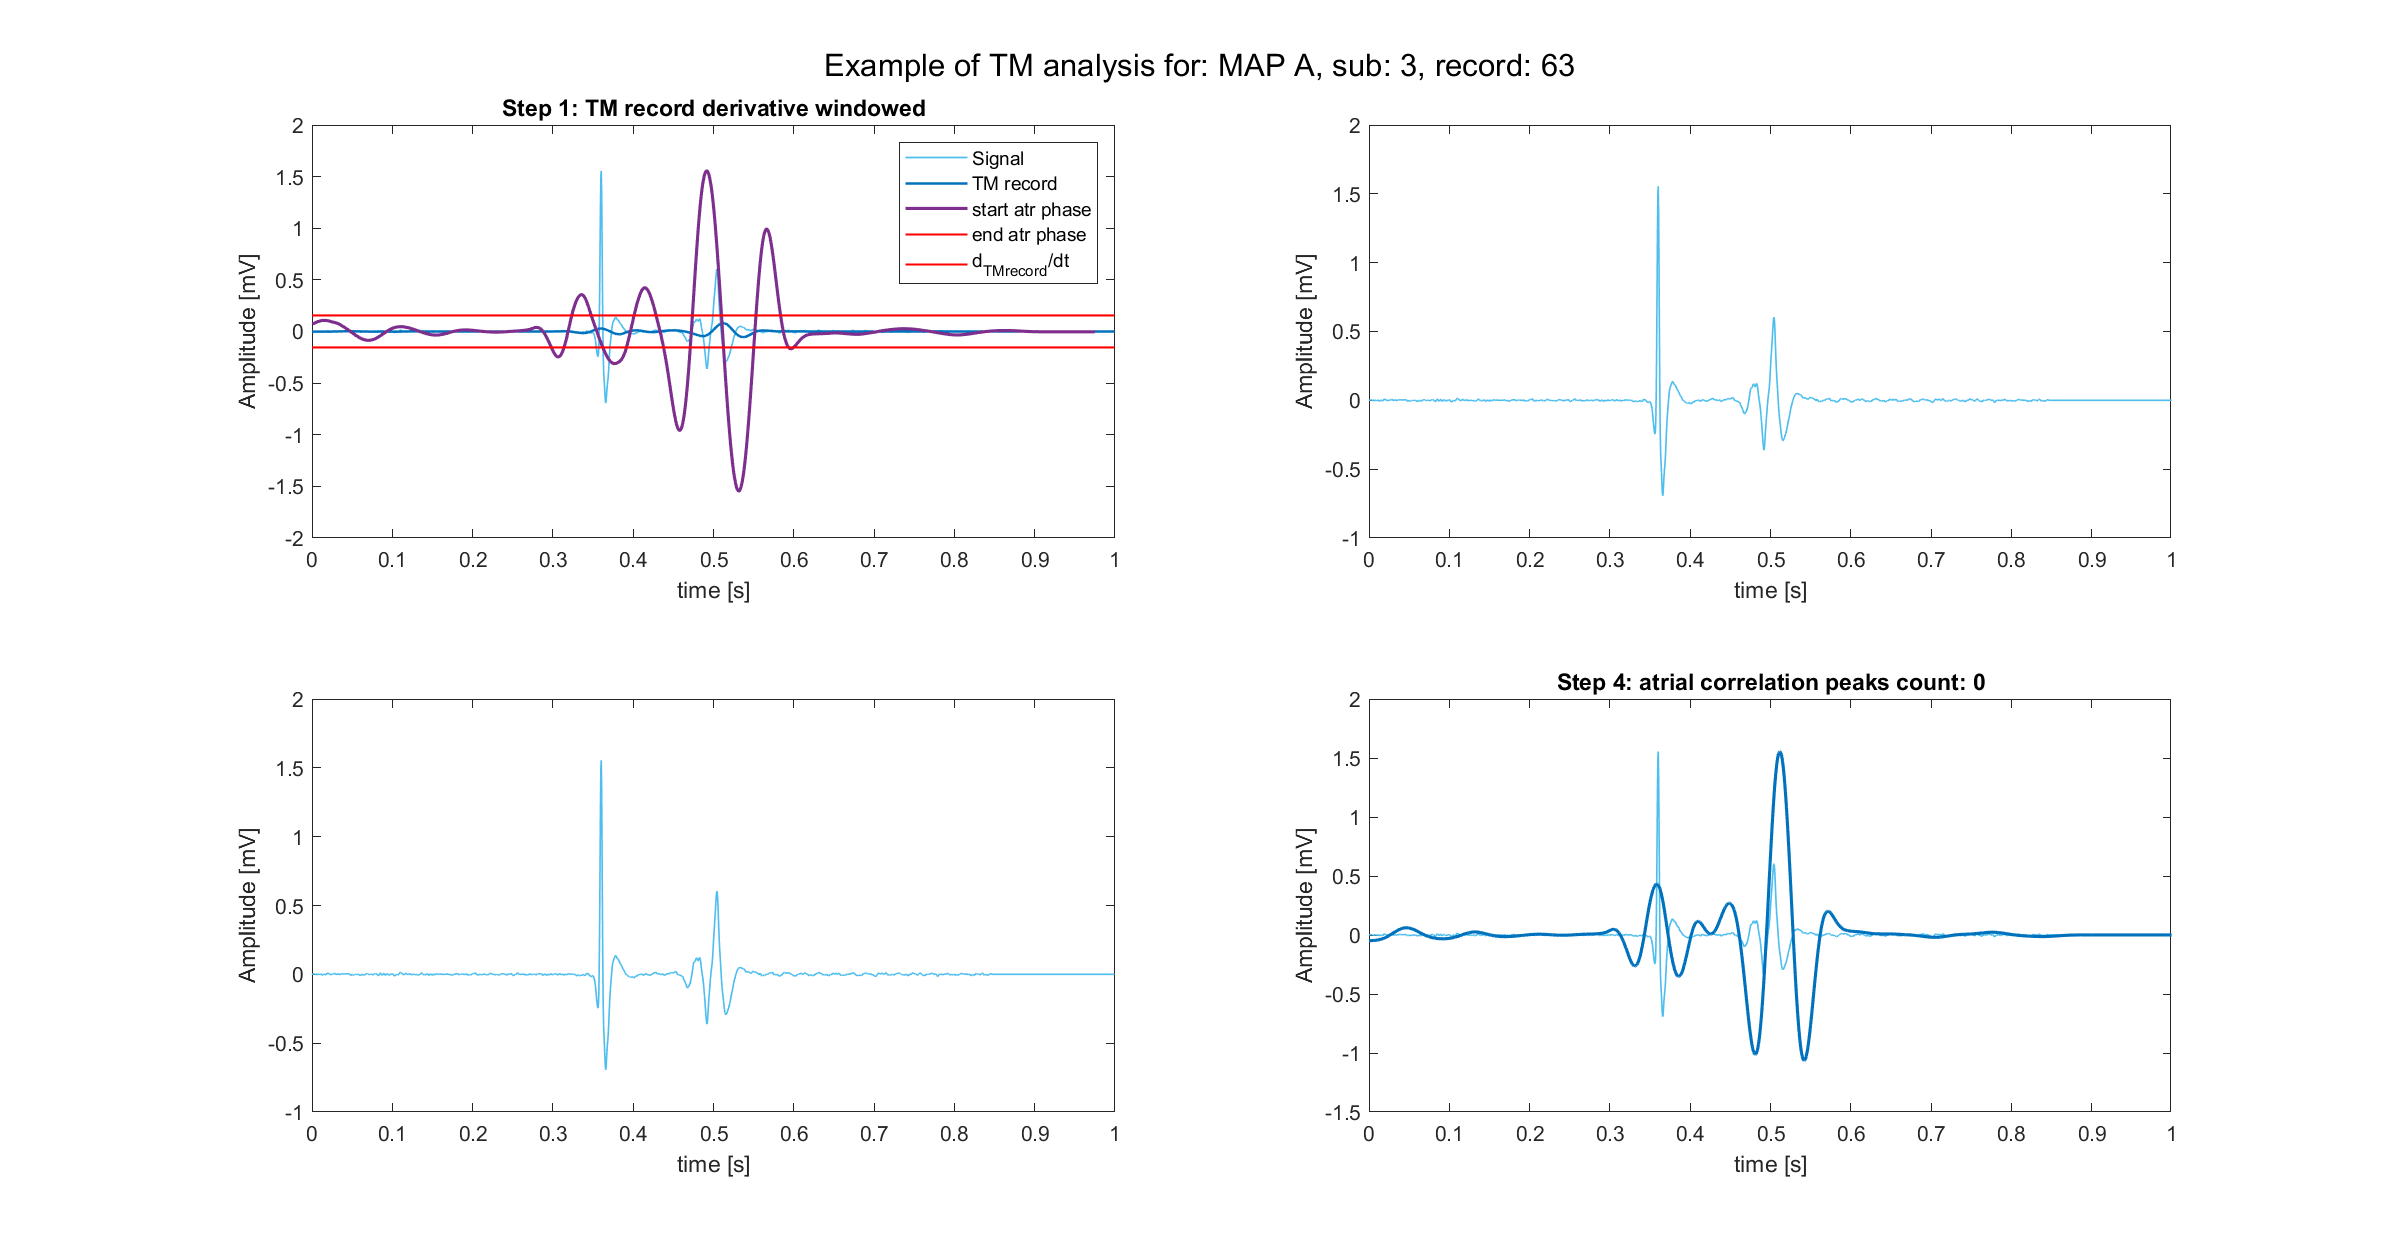 Example of TM analysis for: MAP A, sub: 3, record: 63
Step 1: TM record derivative windowed
2
1.5
1
0.5
0
-0.5
-1
-1.5
-2
Amplitude [mV]
0 0.1 0.2 0.3 0.4 0.5 0.6 0.7 0.8 0.9 1
time [s]
Signal
TM record
start atr phase
end atr phase
d_TMrecord/dt
2
1.5
1
0.5
0
-0.5
-1
Amplitude [mV]
0 0.1 0.2 0.3 0.4 0.5 0.6 0.7 0.8 0.9 1
time [s]
2
1.5
1
0.5
0
-0.5
-1
Amplitude [mV]
0 0.1 0.2 0.3 0.4 0.5 0.6 0.7 0.8 0.9 1
time [s]
Step 4: atrial correlation peaks count: 0
2
1.5
1
0.5
0
-0.5
-1
-1.5
Amplitude [mV]
0 0.1 0.2 0.3 0.4 0.5 0.6 0.7 0.8 0.9 1
time [s]